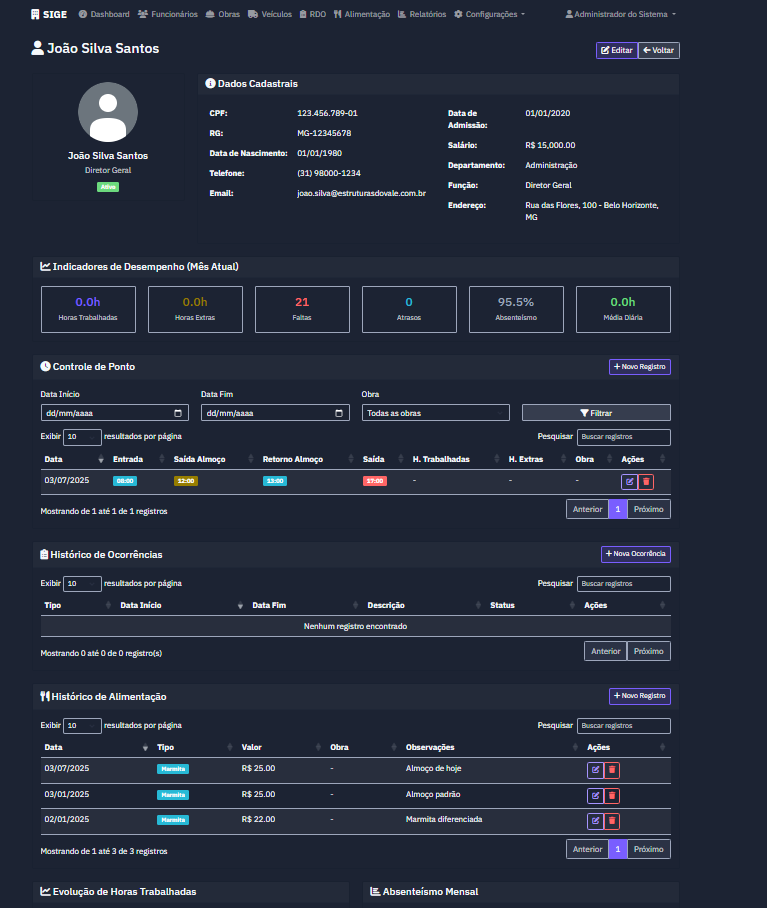 SIGE Dashboard Funcionários Obras Veículos RDO Alimentação Relatórios Configurações Administrador do Sistema
João Silva Santos
Editar Voltar
João Silva Santos
Diretor Geral
Ativo
Dados Cadastrais
CPF: 123.456.789-01
RG: MG-12345678
Data de Nascimento: 01/01/1980
Telefone: (31) 98000-1234
Email: joao.silva@estruturasdovale.com.br
Data de Admissão: 01/01/2020
Salário: R$ 15,000.00
Departamento: Administração
Função: Diretor Geral
Endereço: Rua das Flores, 100 - Belo Horizonte,
MG
Indicadores de Desempenho (Mês Atual)
0.0h 0.0h 21 0 95.5% 0.0h
Horas Trabalhadas Horas Extras Faltas Atrasos Absenteísmo Média Diária
Controle de Ponto
Novo Registro
Data Início Data Fim Obra
dd/mm/aaaa dd/mm/aaaa Todas as obras Filtrar
Exibir 10 resultados por página Pesquisar Buscar registros
Data Entrada Saída Almoço Retorno Almoço Saída H. Trabalhadas H. Extras Obra Ações
03/07/2025 08:00 12:00 13:00 17:00 - - -
Mostrando de 1 até 1 de 1 registros Anterior 1 Próximo
Histórico de Ocorrências
Nova Ocorrência
Exibir 10 resultados por página Pesquisar Buscar registros
Tipo Data Início Data Fim Descrição Status Ações
Nenhum registro encontrado
Mostrando 0 até 0 de 0 registro(s) Anterior Próximo
Histórico de Alimentação
Novo Registro
Exibir 10 resultados por página Pesquisar Buscar registros
Data Tipo Valor Obra Observações Ações
03/07/2025 Marmita R$ 25.00 - Almoço de hoje
03/01/2025 Marmita R$ 25.00 - Almoço padrão
02/01/2025 Marmita R$ 22.00 - Marmita diferenciada
Mostrando de 1 até 3 de 3 registros Anterior 1 Próximo
Evolução de Horas Trabalhadas
Absenteísmo Mensal